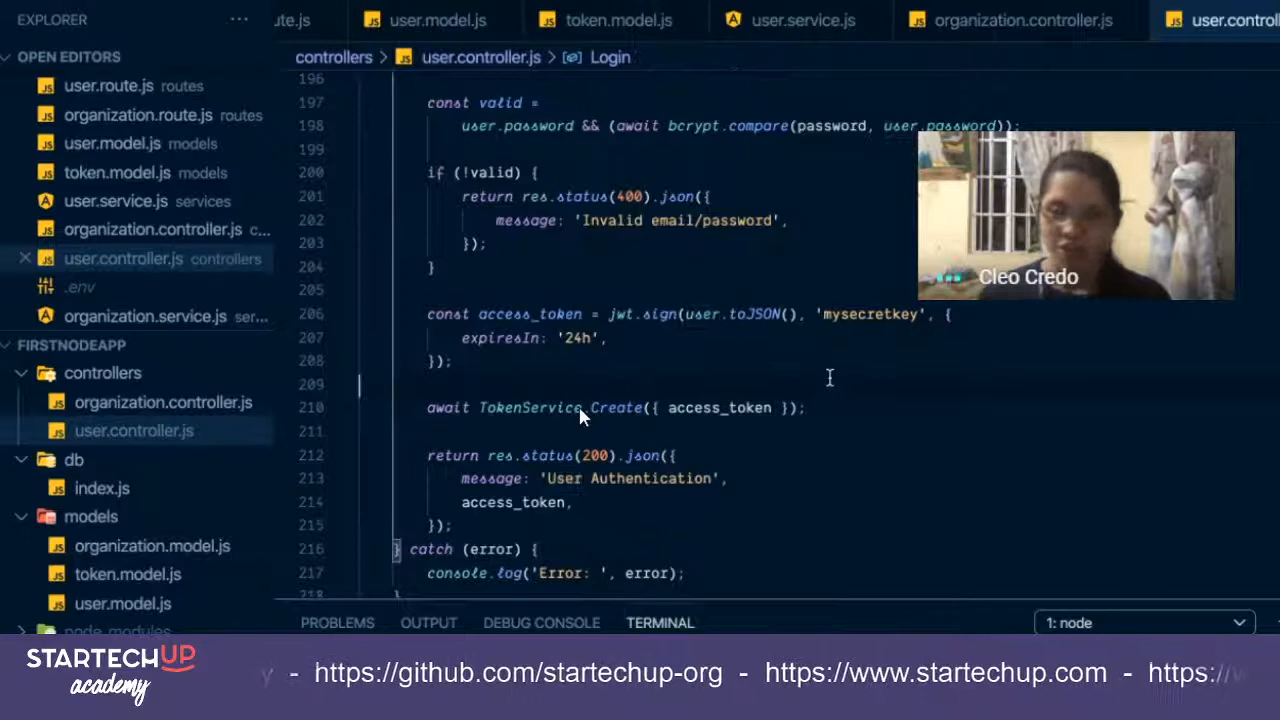 EXPLORER
ute.js
user.model.js
token.model.js
user.service.js
organization.controller.js
user.contro
OPEN EDITORS
user.route.js routes
organization.route.js routes
user.model.js models
token.model.js models
user.service.js services
organization.controller.js c...
user.controller.js controllers
.env
organization.service.js ser...
FIRSTNODEAPP
controllers
organization.controller.js
user.controller.js
db
index.js
models
organization.model.js
token.model.js
user.model.js
node_modules
controllers > user.controller.js > Login
196
197 const valid =
198 user.password && (await bcrypt.compare(password, user.password));
199
200 if (!valid) {
201 return res.status(400).json({
202 message: 'Invalid email/password',
203 });
204 }
205
206 const access_token = jwt.sign(user.toJSON(), 'mysecretkey', {
207 expiresIn: '24h',
208 });
209
210 await TokenService.Create({ access_token });
211
212 return res.status(200).json({
213 message: 'User Authentication',
214 access_token,
215 });
216 } catch (error) {
217 console.log('Error: ', error);
218 }
Cleo Credo
PROBLEMS OUTPUT DEBUG CONSOLE TERMINAL
1: node
STARTECHUP
academy
y - https://github.com/startechup-org - https://www.startechup.com - https://w